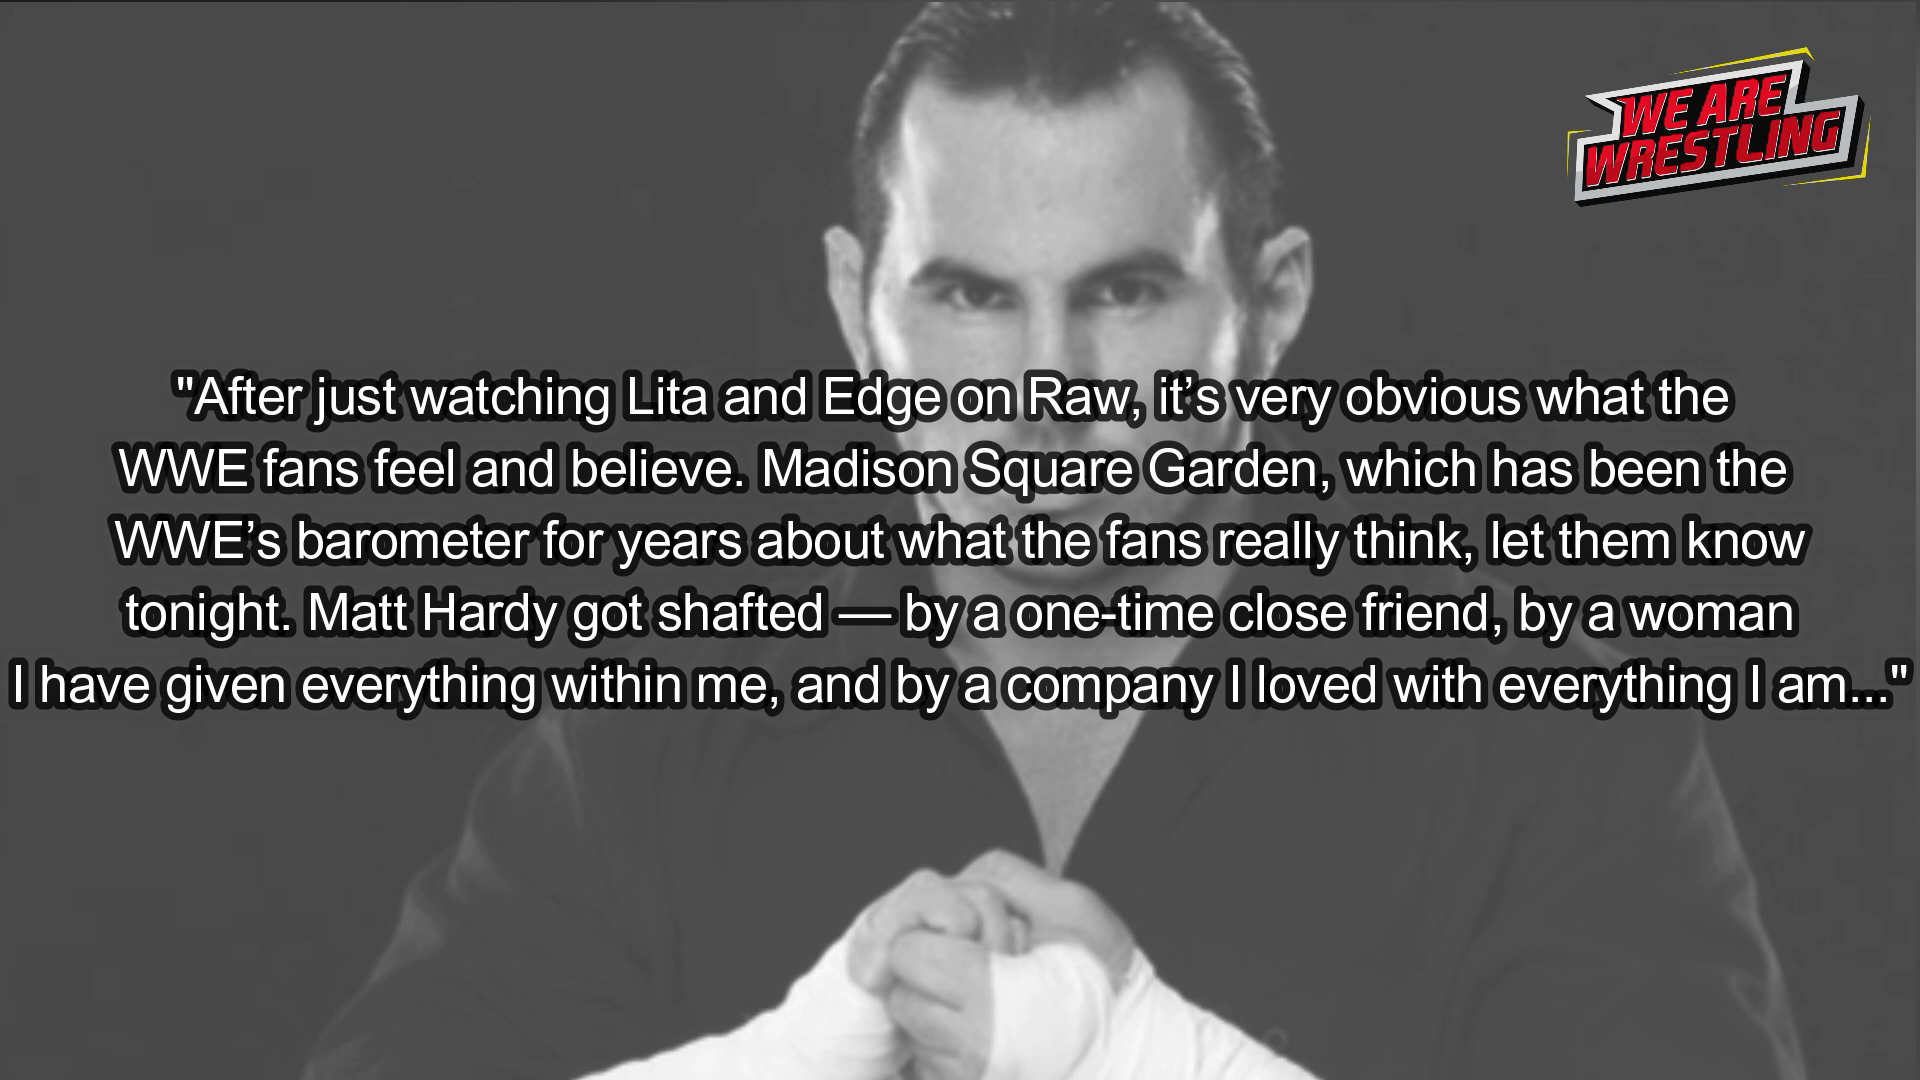 WE ARE
WRESTLING
"After just watching Lita and Edge on Raw, it’s very obvious what the
WWE fans feel and believe. Madison Square Garden, which has been the
WWE’s barometer for years about what the fans really think, let them know
tonight. Matt Hardy got shafted — by a one-time close friend, by a woman
I have given everything within me, and by a company I loved with everything I am..."